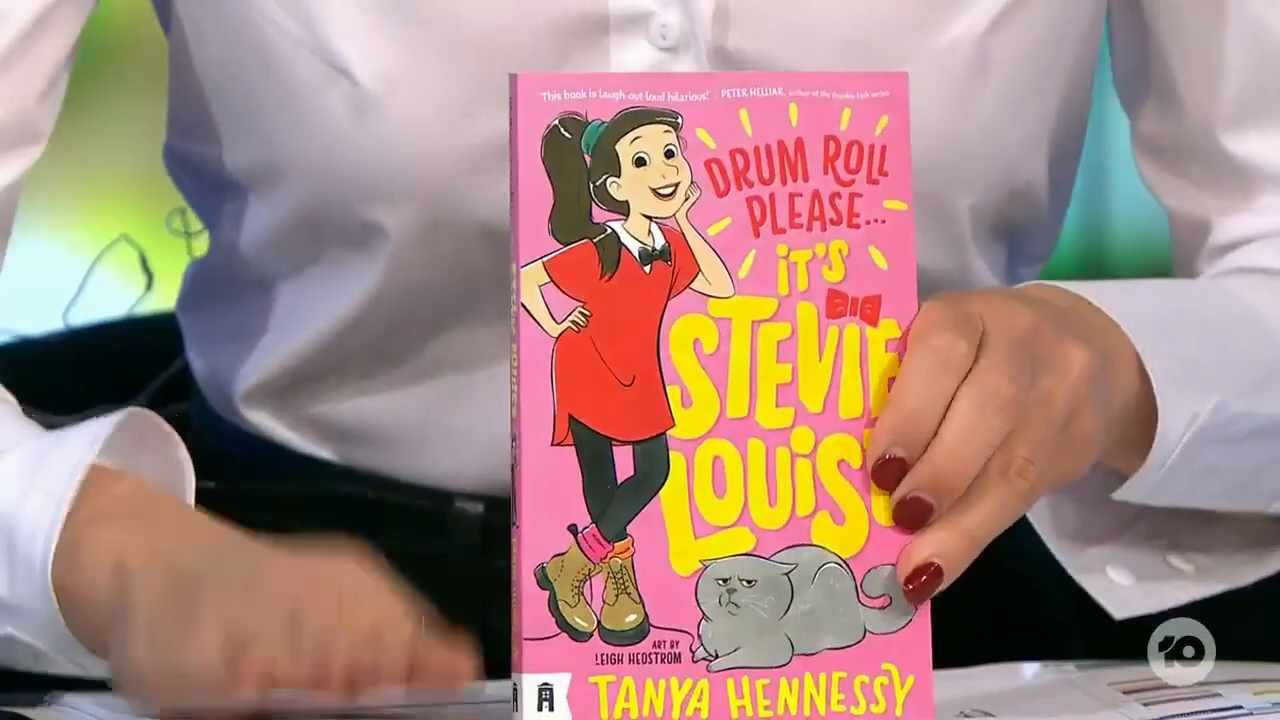 'This book is laugh-out-loud hilarious!' PETER HELLIAR, author of the Frankie Fish series
DRUM ROLL
PLEASE...
IT'S
STEVIE
LOUISE
ART BY
LEIGH HEDSTROM
TANYA HENNESSY
10